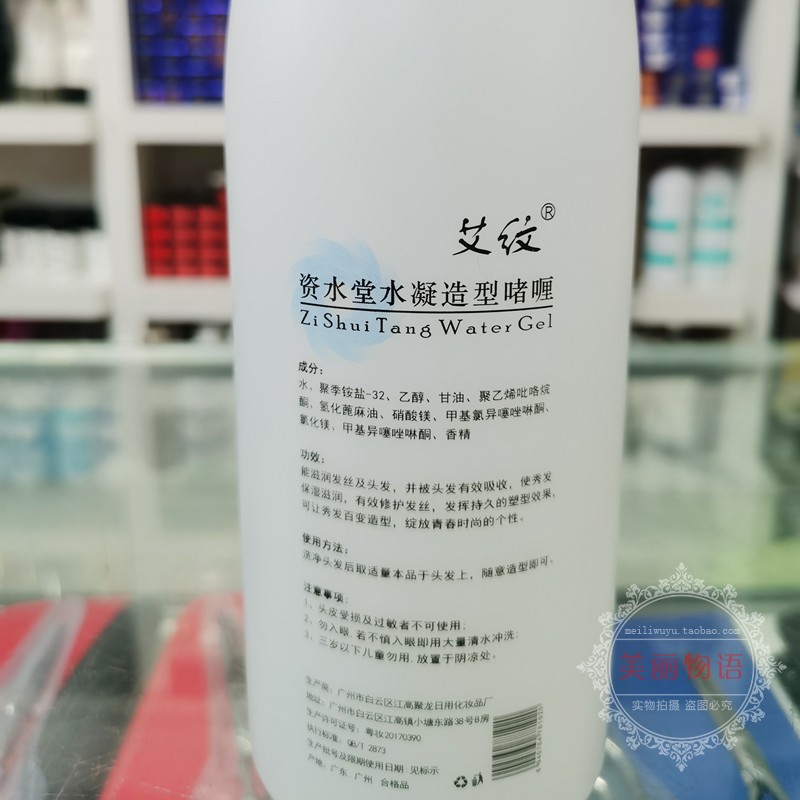 艾纹®
资水堂水凝造型啫喱
Zi Shui Tang Water Gel
成分：
水、聚季铵盐-32、乙醇、甘油、聚乙烯吡咯烷
酮、氢化蓖麻油、硝酸镁、甲基氯异噻唑啉酮、
氯化镁、甲基异噻唑啉酮、香精
功效：
能滋润发丝及头发，并被头发有效吸收，使秀发
保湿滋润，有效修护发丝，发挥持久的塑型效果，
可让秀发百变造型，绽放青春时尚的个性。
使用方法：
洗净头发后取适量本品于头发上，随意造型即可。
注意事项：
1、头皮受损及过敏者不可使用；
2、勿入眼,若不慎入眼即用大量清水冲洗；
3、三岁以下儿童勿用,放置于阴凉处。
生产商：广州市白云区江高聚龙日用化妆品厂
地址：广州市白云区江高镇小塘东路38号8房
生产许可证号：粤妆20170390
执行标准：QB/T 2873
生产批号及限期使用日期:见标示
产地：广东 广州 合格品
meiliwuyu.taobao.com
美丽物语
实物拍摄 盗图必究